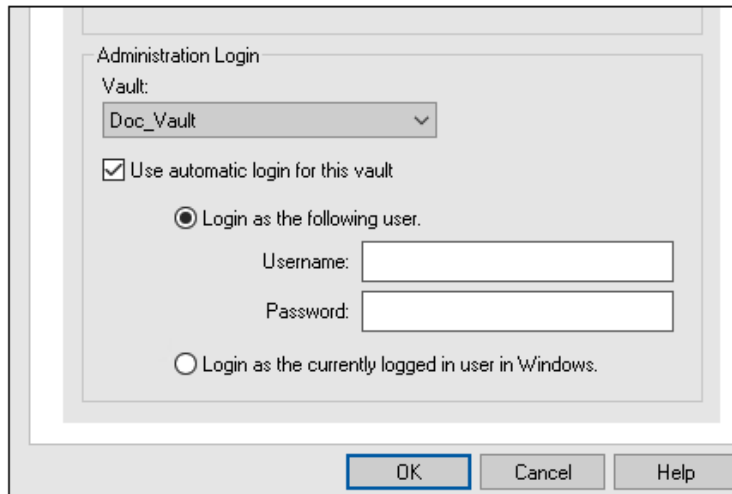 Administration Login
Vault:
Doc_Vault
Use automatic login for this vault
Login as the following user.
Username:
Password:
Login as the currently logged in user in Windows.
OK Cancel Help